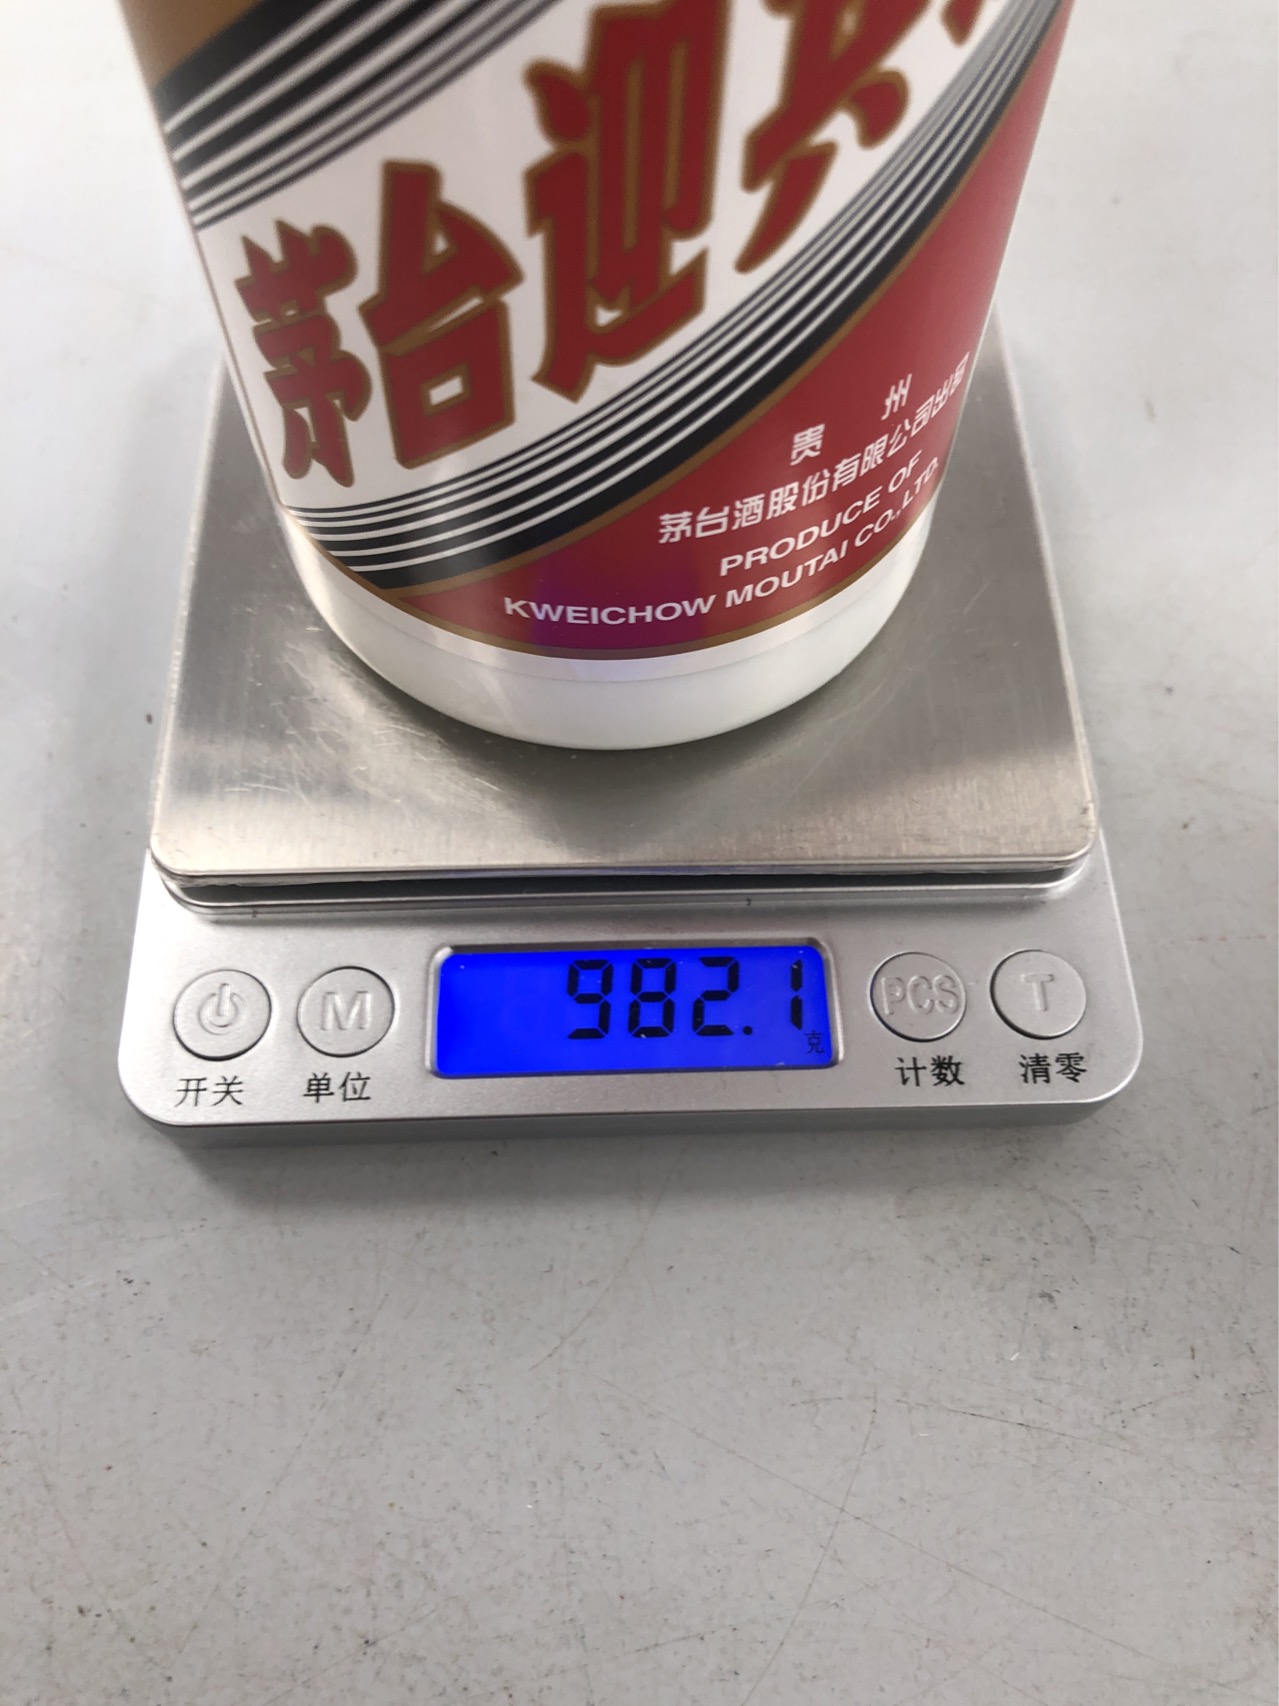 茅台迎宾
贵 州
茅台酒股份有限公司出品
PRODUCE OF
KWEICHOW MOUTAI CO.,LTD.
982.1
克
M
PCS
T
开关
单位
计数
清零